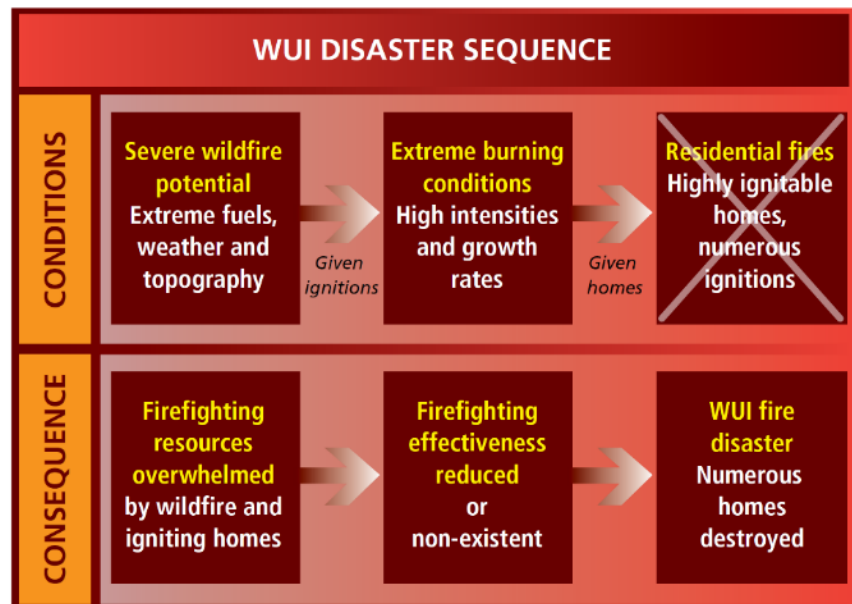 WUI DISASTER SEQUENCE
CONDITIONS
Severe wildfire
potential
Extreme fuels,
weather and
topography
Given
ignitions
Extreme burning
conditions
High intensities
and growth
rates
Given
homes
Residential fires
Highly ignitable
homes,
numerous
ignitions
CONSEQUENCE
Firefighting
resources
overwhelmed
by wildfire and
igniting homes
Firefighting
effectiveness
reduced
or
non-existent
WUI fire
disaster
Numerous
homes
destroyed